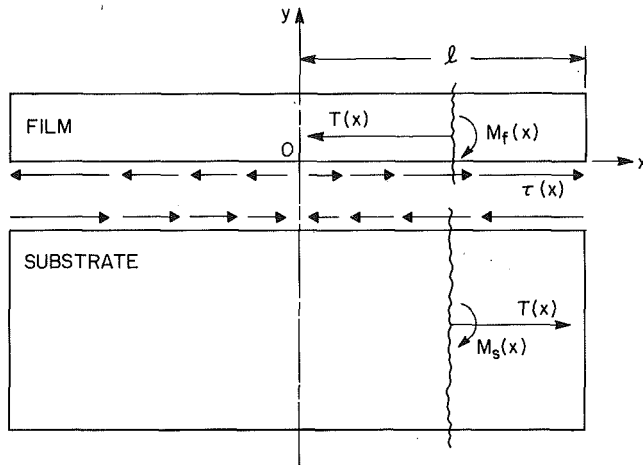 y
ℓ
FILM
T(x)
M_f(x)
O
x
τ(x)
SUBSTRATE
T(x)
M_s(x)